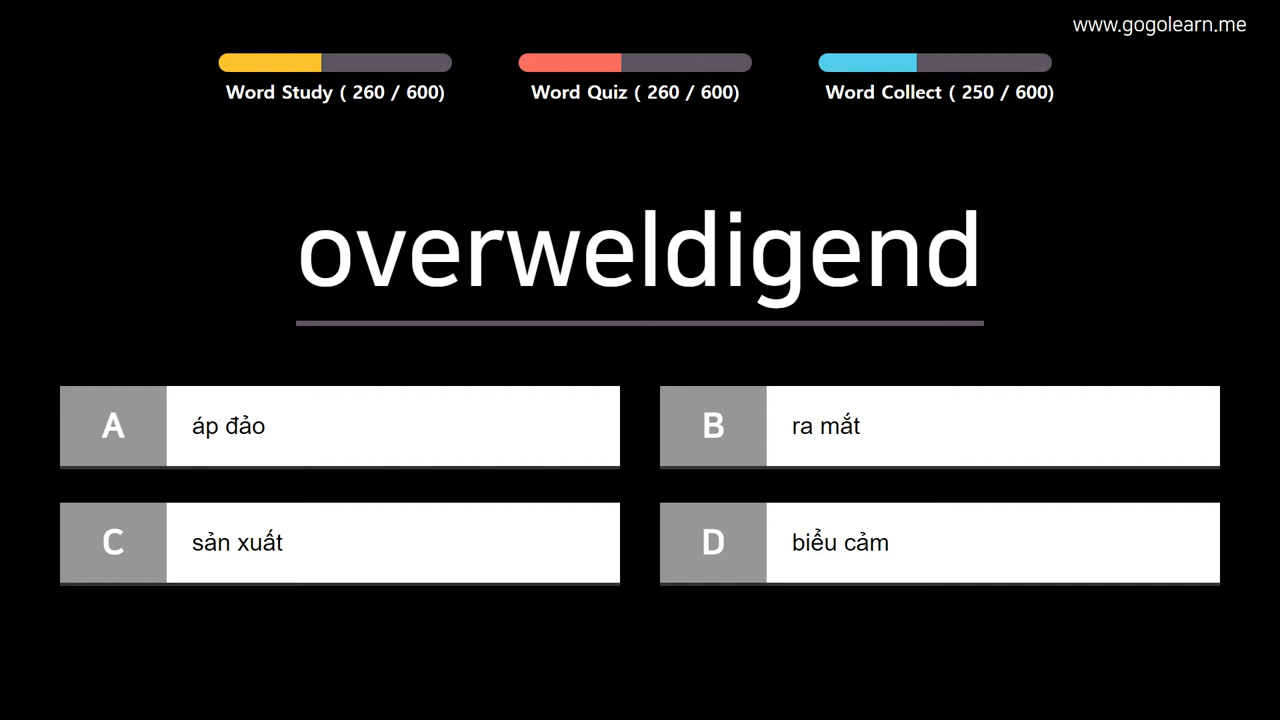 www.gogolearn.me
Word Study ( 260 / 600)
Word Quiz ( 260 / 600)
Word Collect ( 250 / 600)
overweldigend
A áp đảo
B ra mắt
C sản xuất
D biểu cảm